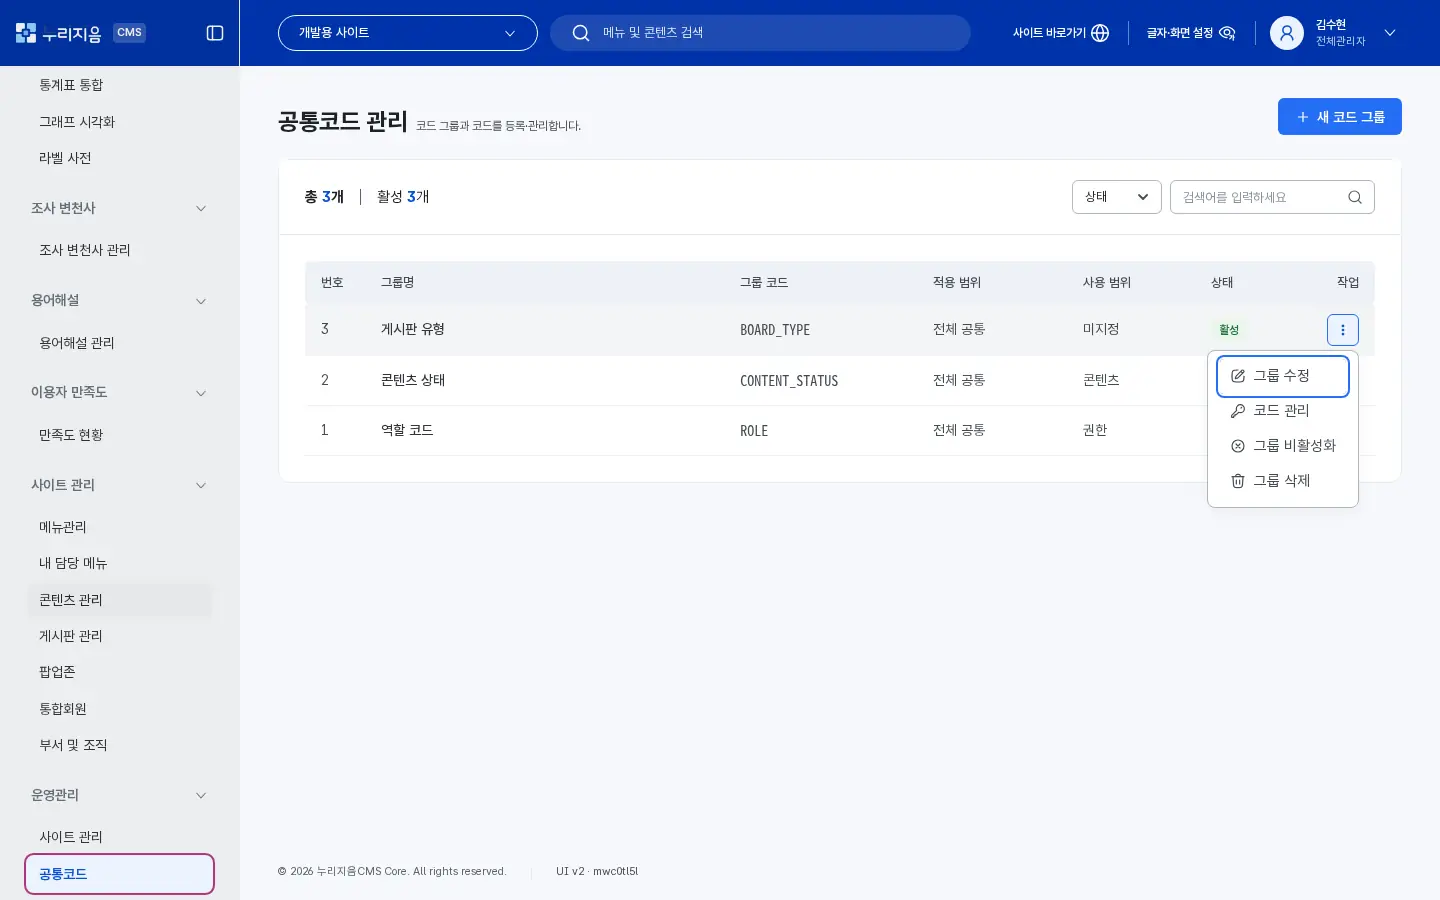 누리지음 CMS
개발용 사이트
메뉴 및 콘텐츠 검색
사이트 바로가기
글자·화면 설정
김수현
전체관리자
통계표 통합
그래프 시각화
라벨 사전
조사 변천사
조사 변천사 관리
용어해설
용어해설 관리
이용자 만족도
만족도 현황
사이트 관리
메뉴관리
내 담당 메뉴
콘텐츠 관리
게시판 관리
팝업존
통합회원
부서 및 조직
운영관리
사이트 관리
공통코드
공통코드 관리 코드 그룹과 코드를 등록·관리합니다.
새 코드 그룹
총 3개 활성 3개
상태
검색어를 입력하세요
번호 그룹명 그룹 코드 적용 범위 사용 범위 상태 작업
3 게시판 유형 BOARD_TYPE 전체 공통 미지정 활성
2 콘텐츠 상태 CONTENT_STATUS 전체 공통 콘텐츠
1 역할 코드 ROLE 전체 공통 권한
그룹 수정
코드 관리
그룹 비활성화
그룹 삭제
© 2026 누리지음CMS Core. All rights reserved.
UI v2 · mwc0tl5l